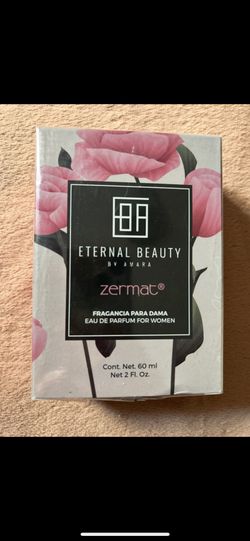 EB
ETERNAL BEAUTY
BY AMARA
zermat®
FRAGANCIA PARA DAMA
EAU DE PARFUM FOR WOMEN
Cont. Net. 60 ml
Net 2 Fl. Oz.